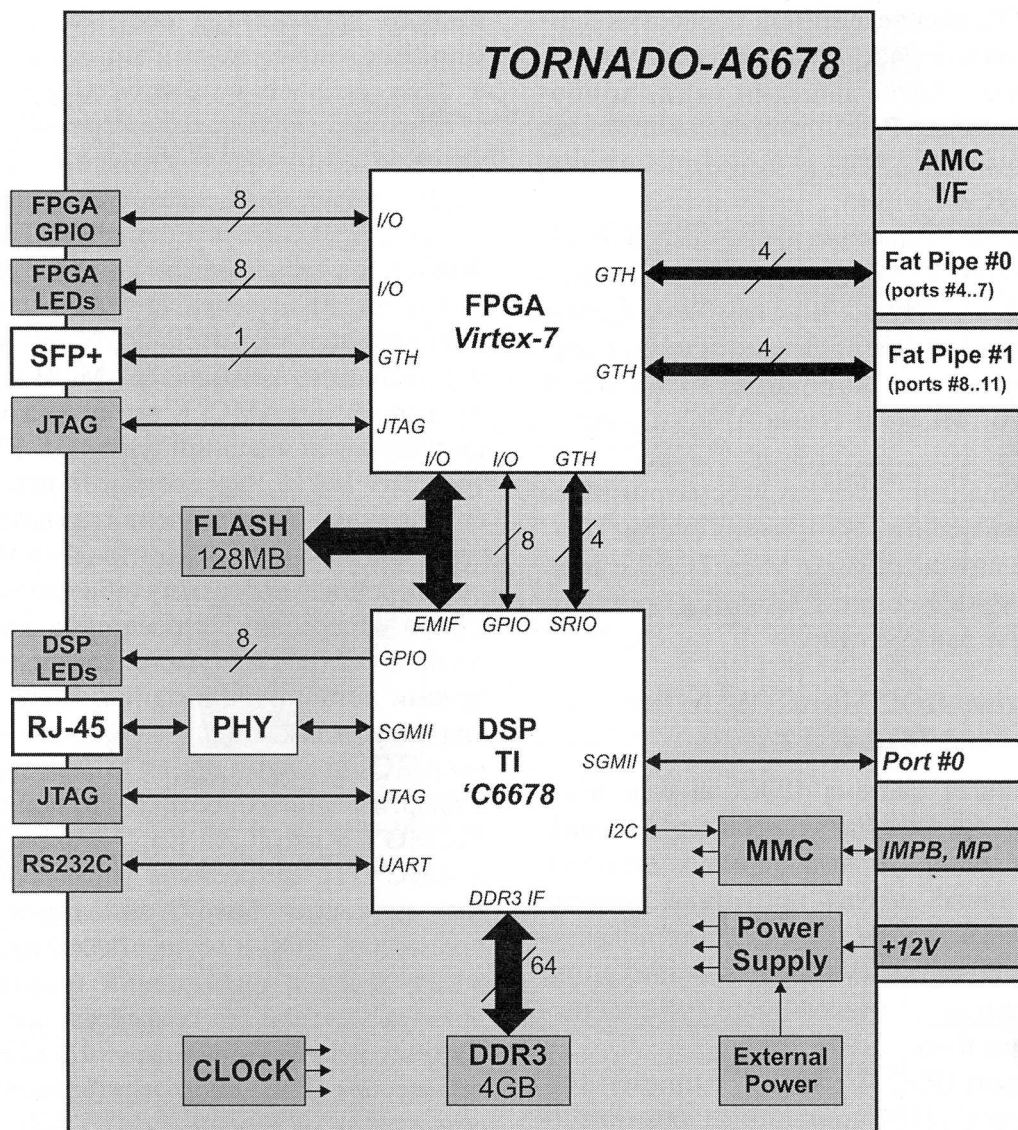 TORNADO-A6678
AMC
I/F
FPGA
GPIO
8
I/O
FPGA
LEDs
8
I/O
SFP+
1
GTH
JTAG
JTAG
FPGA
Virtex-7
GTH
4
Fat Pipe #0
(ports #4..7)
GTH
4
Fat Pipe #1
(ports #8..11)
I/O
I/O
GTH
FLASH
128MB
8
4
EMIF
GPIO
SRIO
DSP
LEDs
8
GPIO
RJ-45
PHY
SGMII
JTAG
JTAG
RS232C
UART
DSP
TI
‘C6678
SGMII
Port #0
I2C
MMC
IMPB, MP
DDR3 IF
Power
Supply
+12V
64
CLOCK
DDR3
4GB
External
Power